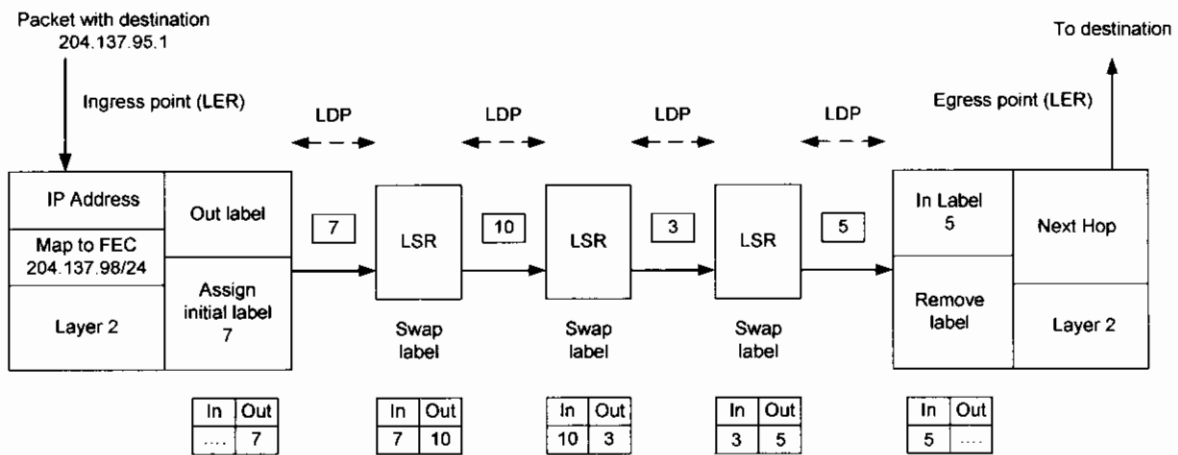 Packet with destination
204.137.95.1
To destination
Ingress point (LER)
Egress point (LER)
LDP
LDP
LDP
LDP
IP Address
Map to FEC
204.137.98/24
Layer 2
Out label
Assign
initial label
7
7
LSR
10
LSR
3
LSR
5
In Label
5
Remove
label
Next Hop
Layer 2
Swap
label
Swap
label
Swap
label
In Out
.... 7
In Out
7 10
In Out
10 3
In Out
3 5
In Out
5 ....